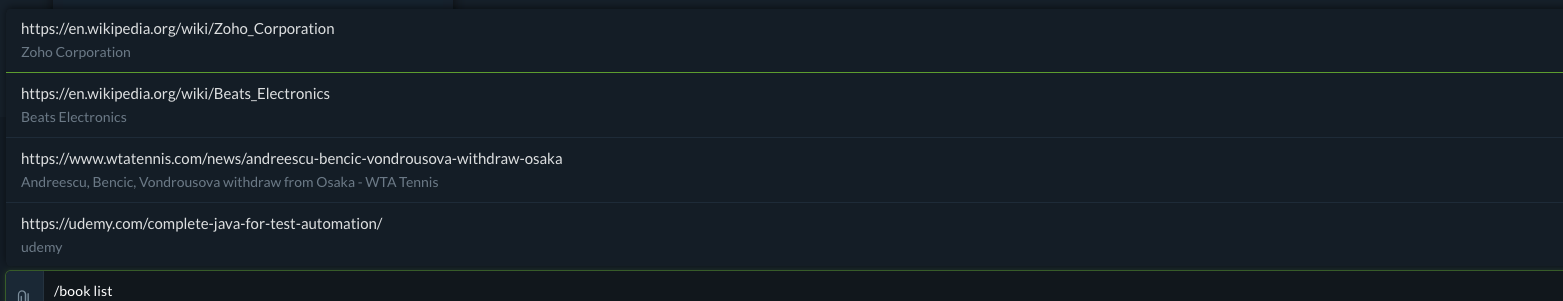 https://en.wikipedia.org/wiki/Zoho_Corporation
Zoho Corporation
https://en.wikipedia.org/wiki/Beats_Electronics
Beats Electronics
https://www.wtatennis.com/news/andreescu-bencic-vondrousova-withdraw-osaka
Andreescu, Bencic, Vondrousova withdraw from Osaka - WTA Tennis
https://udemy.com/complete-java-for-test-automation/
udemy
/book list